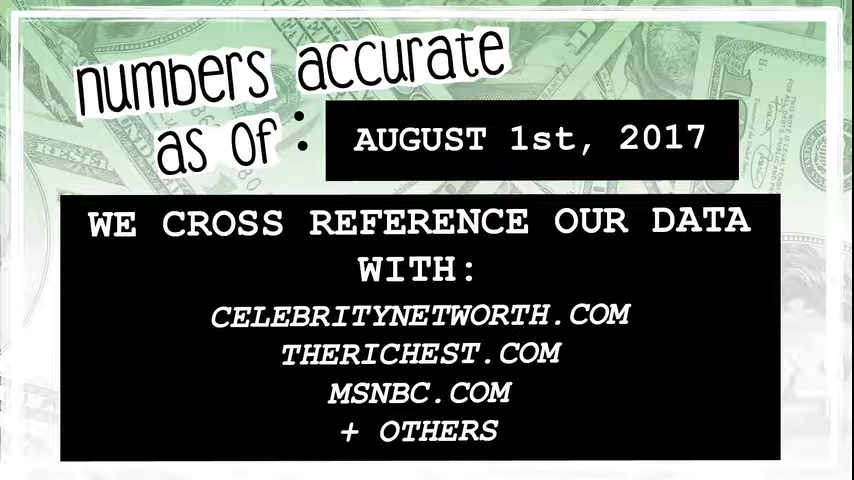 numbers accurate
as of: AUGUST 1st, 2017
WE CROSS REFERENCE OUR DATA
WITH:
CELEBRITYNETWORTH.COM
THERICHEST.COM
MSNBC.COM
+ OTHERS